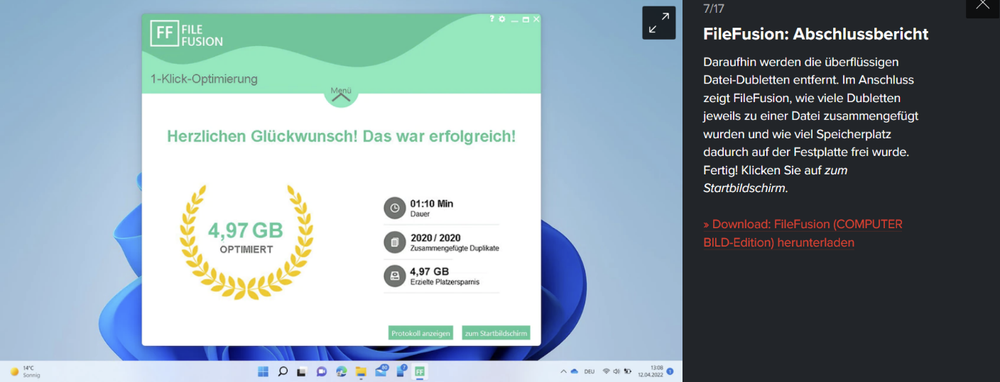 FF FILE
FUSION
? 
1-Klick-Optimierung
Menü
Herzlichen Glückwunsch! Das war erfolgreich!
4,97 GB
OPTIMIERT
01:10 Min
Dauer
2020 / 2020
Zusammengefügte Duplikate
4,97 GB
Erzielte Platzersparnis
Protokoll anzeigen
zum Startbildschirm
14°C
Sonnig
80
7
FF
DEU
13:08
12.04.2022
1
7/17
FileFusion: Abschlussbericht
Daraufhin werden die überflüssigen
Datei-Dubletten entfernt. Im Anschluss
zeigt FileFusion, wie viele Dubletten
jeweils zu einer Datei zusammengefügt
wurden und wie viel Speicherplatz
dadurch auf der Festplatte frei wurde.
Fertig! Klicken Sie auf zum
Startbildschirm.
» Download: FileFusion (COMPUTER
BILD-Edition) herunterladen